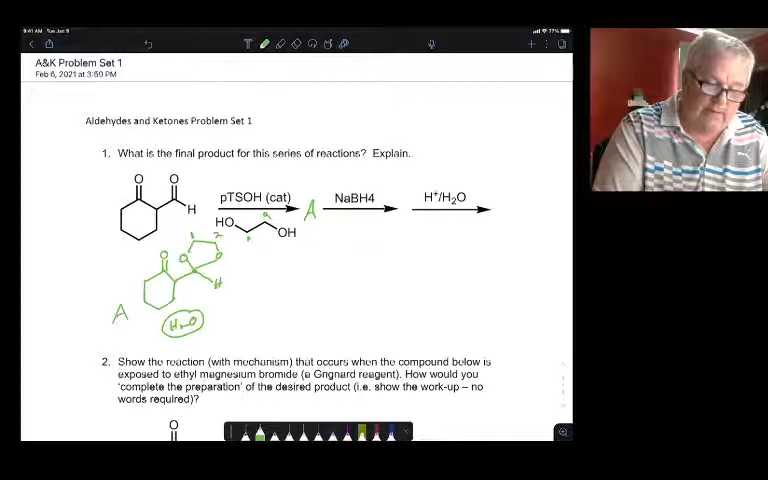 9:41 AM Tue Jan 9
77%
A&K Problem Set 1
Feb 6, 2021 at 3:59 PM
Aldehydes and Ketones Problem Set 1
1. What is the final product for this series of reactions? Explain.
O O
H
pTSOH (cat)
HO
OH
A
NaBH4
H+/H2O
1 2
O O O
H
A
H2O
2. Show the reaction (with mechanism) that occurs when the compound below is
exposed to ethyl magnesium bromide (a Grignard reagent). How would you
'complete the preparation' of the desired product (i.e. show the work-up – no
words required)?
O